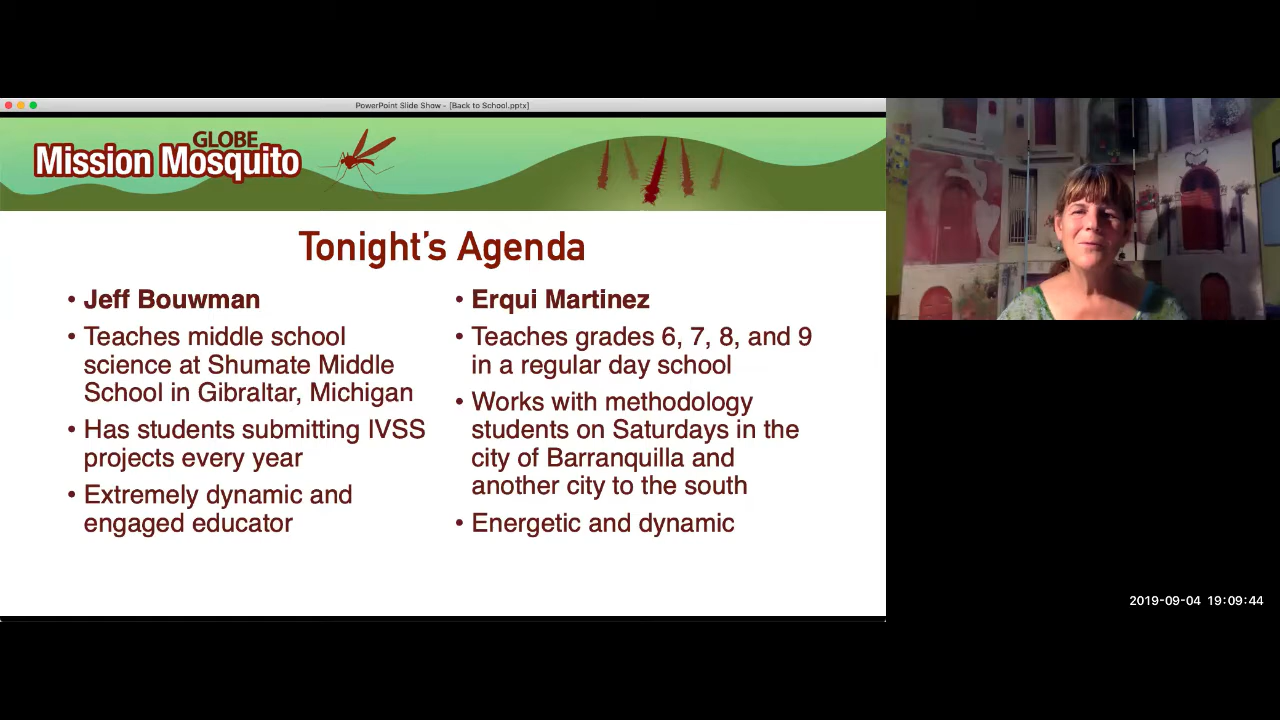 PowerPoint Slide Show - [Back to School.pptx]
GLOBE
Mission Mosquito
Tonight's Agenda
• Jeff Bouwman
• Teaches middle school
science at Shumate Middle
School in Gibraltar, Michigan
• Has students submitting IVSS
projects every year
• Extremely dynamic and
engaged educator
• Erqui Martinez
• Teaches grades 6, 7, 8, and 9
in a regular day school
• Works with methodology
students on Saturdays in the
city of Barranquilla and
another city to the south
• Energetic and dynamic
2019-09-04 19:09:44